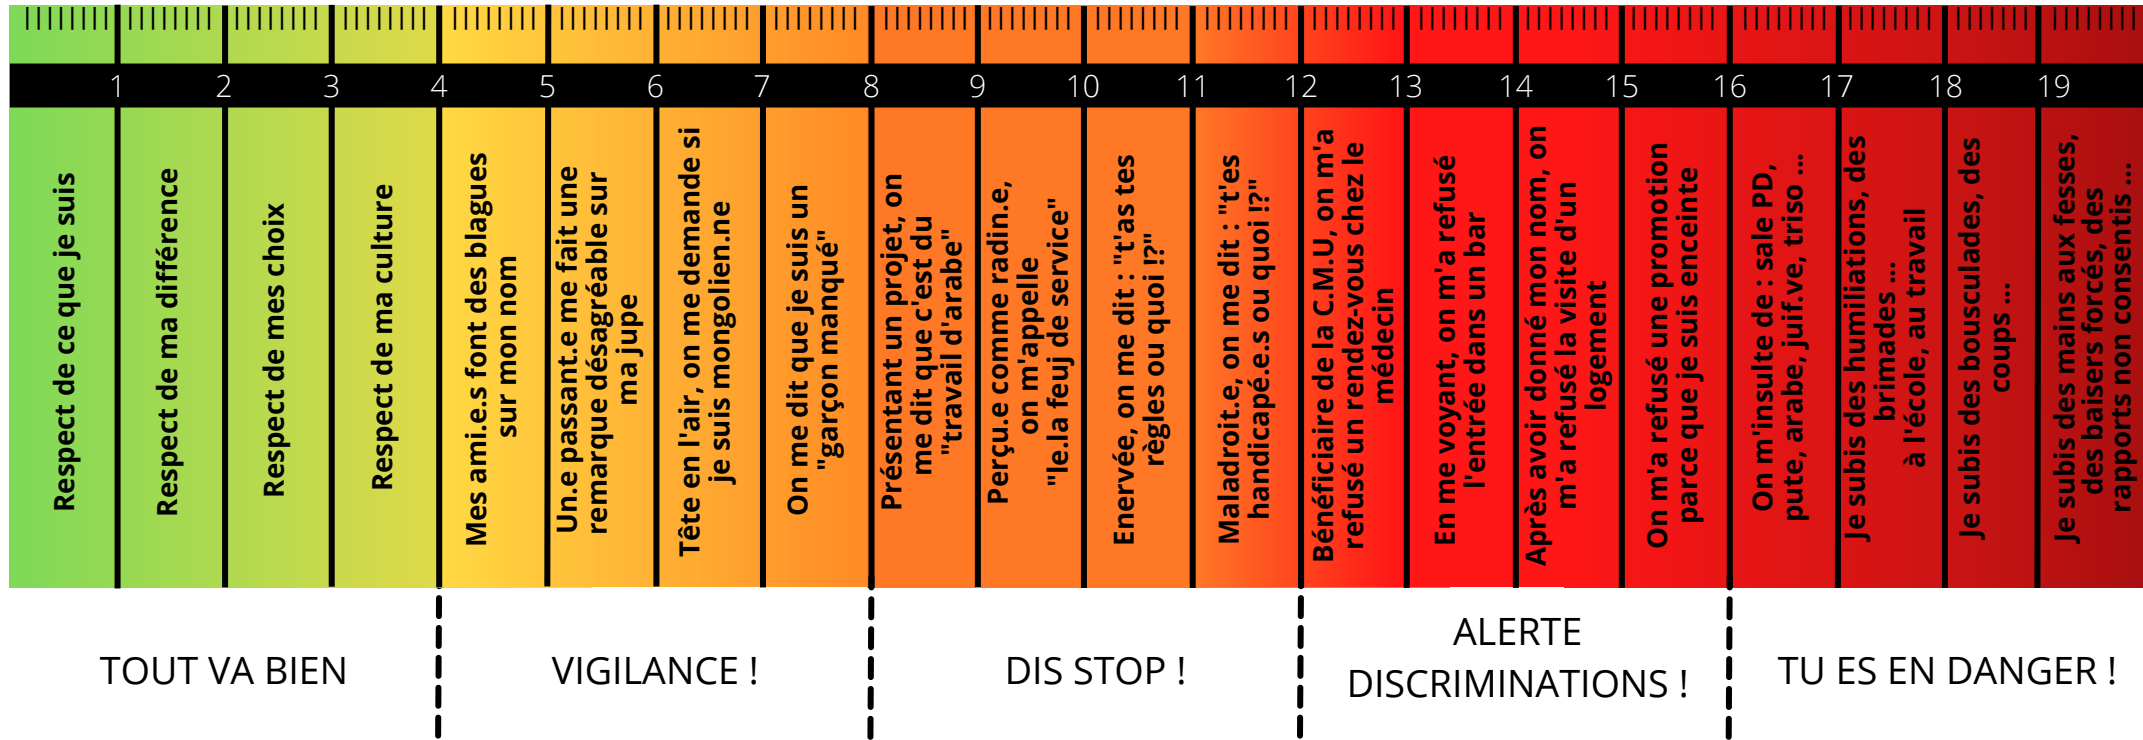 1 2 3 4 5 6 7 8 9 10 11 12 13 14 15 16 17 18 19
Respect de ce que je suis
Respect de ma différence
Respect de mes choix
Respect de ma culture
Mes ami.e.s font des blagues
sur mon nom
Un.e passant.e me fait une
remarque désagréable sur
ma jupe
Tête en l'air, on me demande si
je suis mongolien.ne
On me dit que je suis un
"garçon manqué"
Présentant un projet, on
me dit que c'est du
"travail d'arabe"
Perçu.e comme radin.e,
on m'appelle
"le.la feuj de service"
Enervée, on me dit : "t'as tes
règles ou quoi !?"
Maladroit.e, on me dit : "t'es
handicapé.e.s ou quoi !?"
Bénéficiaire de la C.M.U, on m'a
refusé un rendez-vous chez le
médecin
En me voyant, on m'a refusé
l'entrée dans un bar
Après avoir donné mon nom, on
m'a refusé la visite d'un
logement
On m'a refusé une promotion
parce que je suis enceinte
On m'insulte de : sale PD,
pute, arabe, juif.ve, triso ...
Je subis des humiliations, des
brimades ...
à l'école, au travail
Je subis des bousculades, des
coups ...
Je subis des mains aux fesses,
des baisers forcés, des
rapports non consentis ...
TOUT VA BIEN
VIGILANCE !
DIS STOP !
ALERTE
DISCRIMINATIONS !
TU ES EN DANGER !